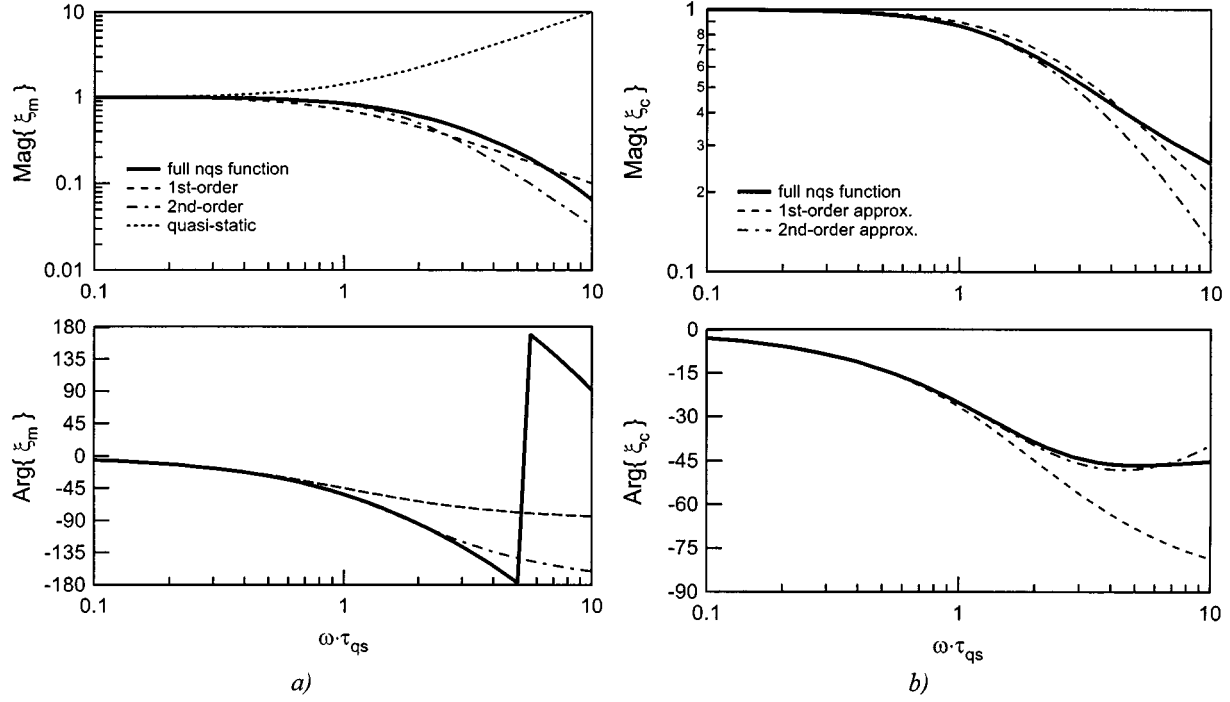 10
1
0.1
0.01
Mag{ ξm }
full nqs function
1st-order
2nd-order
quasi-static
0.1 1 10
180
135
90
45
0
-45
-90
-135
-180
Arg{ ξm }
0.1 1 10
ω·τqs
a)
1
8
7
6
5
4
3
2
0.1
Mag{ ξc }
full nqs function
1st-order approx.
2nd-order approx.
0.1 1 10
0
-15
-30
-45
-60
-75
-90
Arg{ ξc }
0.1 1 10
ω·τqs
b)